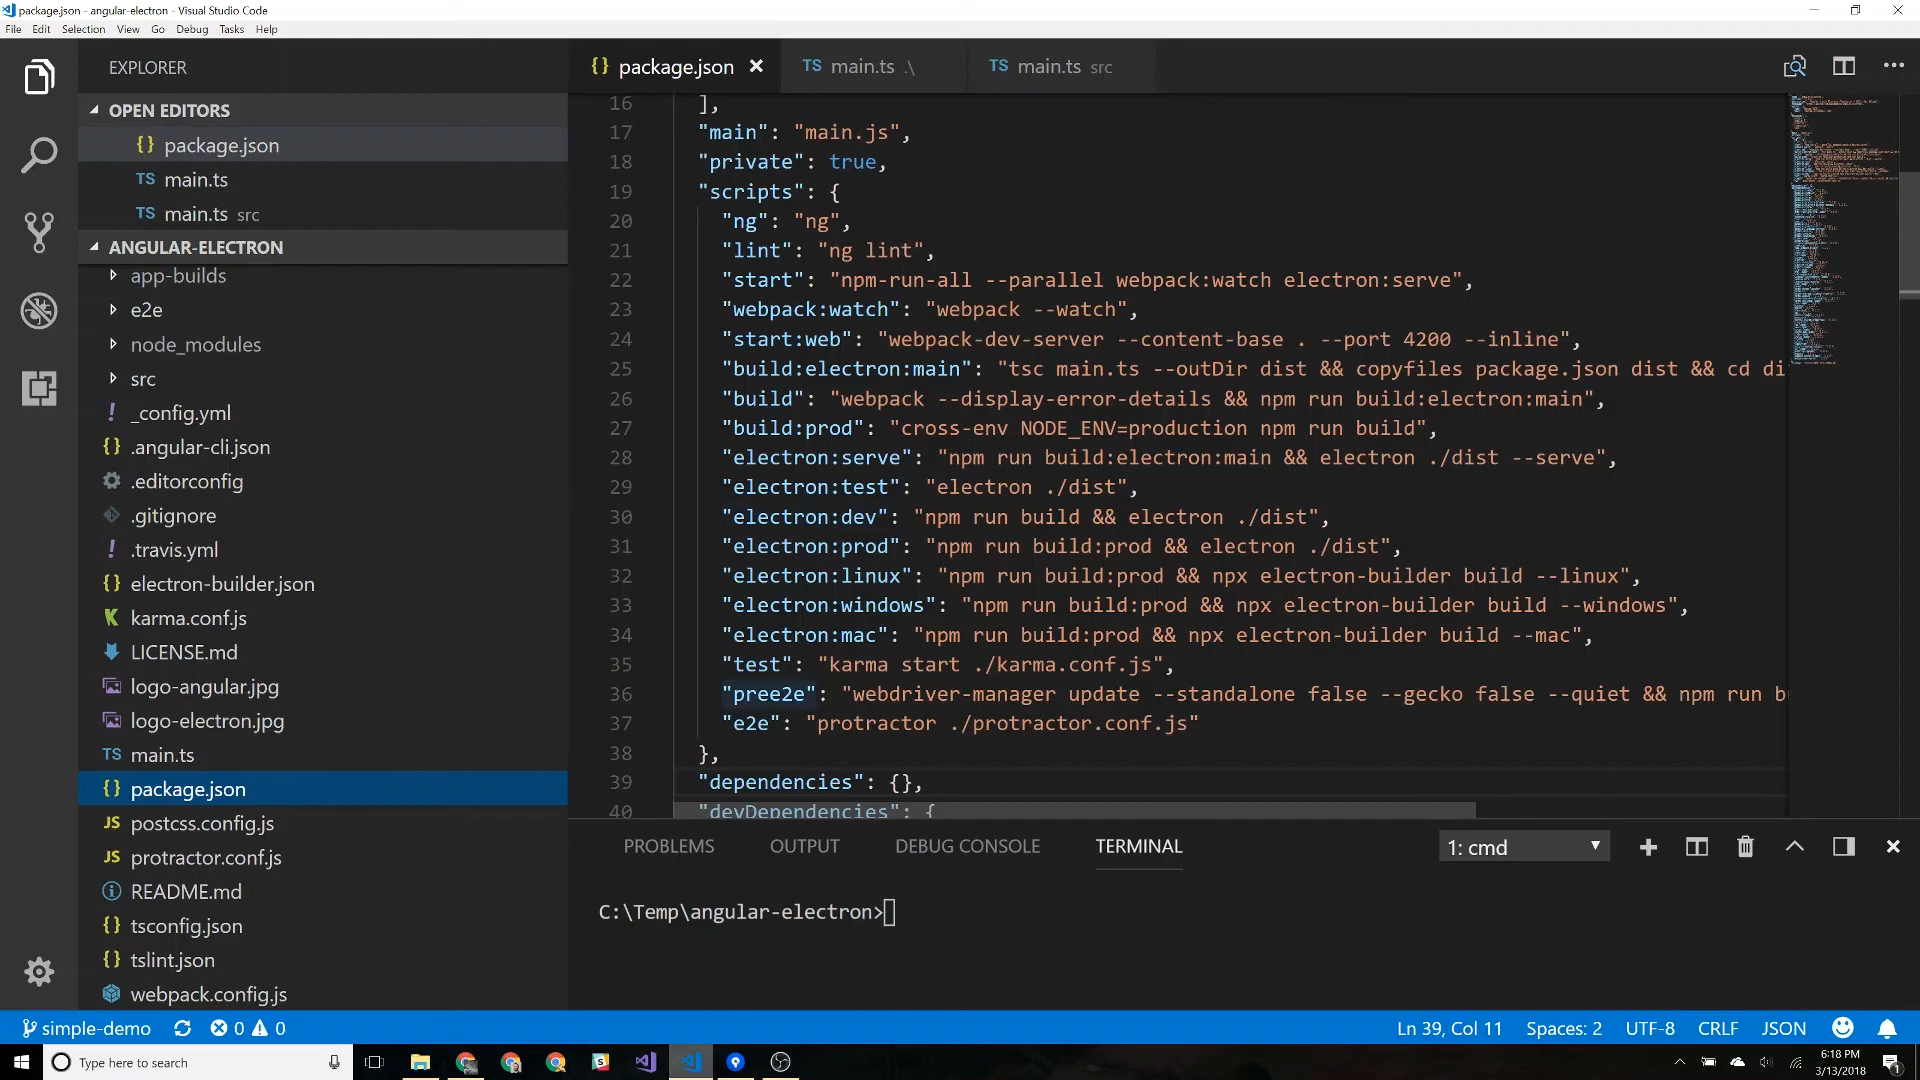 package.json - angular-electron - Visual Studio Code
File Edit Selection View Go Debug Tasks Help
EXPLORER
OPEN EDITORS
{} package.json
TS main.ts
TS main.ts src
ANGULAR-ELECTRON
app-builds
e2e
node_modules
src
! _config.yml
{} .angular-cli.json
.editorconfig
.gitignore
! .travis.yml
{} electron-builder.json
K karma.conf.js
LICENSE.md
logo-angular.jpg
logo-electron.jpg
TS main.ts
{} package.json
JS postcss.config.js
JS protractor.conf.js
README.md
{} tsconfig.json
{} tslint.json
webpack.config.js
{} package.json TS main.ts .\ TS main.ts src
16 ],
17 "main": "main.js",
18 "private": true,
19 "scripts": {
20 "ng": "ng",
21 "lint": "ng lint",
22 "start": "npm-run-all --parallel webpack:watch electron:serve",
23 "webpack:watch": "webpack --watch",
24 "start:web": "webpack-dev-server --content-base . --port 4200 --inline",
25 "build:electron:main": "tsc main.ts --outDir dist && copyfiles package.json dist && cd di
26 "build": "webpack --display-error-details && npm run build:electron:main",
27 "build:prod": "cross-env NODE_ENV=production npm run build",
28 "electron:serve": "npm run build:electron:main && electron ./dist --serve",
29 "electron:test": "electron ./dist",
30 "electron:dev": "npm run build && electron ./dist",
31 "electron:prod": "npm run build:prod && electron ./dist",
32 "electron:linux": "npm run build:prod && npx electron-builder build --linux",
33 "electron:windows": "npm run build:prod && npx electron-builder build --windows",
34 "electron:mac": "npm run build:prod && npx electron-builder build --mac",
35 "test": "karma start ./karma.conf.js",
36 "pree2e": "webdriver-manager update --standalone false --gecko false --quiet && npm run b
37 "e2e": "protractor ./protractor.conf.js"
38 },
39 "dependencies": {},
40 "devDependencies": {
PROBLEMS OUTPUT DEBUG CONSOLE TERMINAL 1: cmd
C:\Temp\angular-electron>
simple-demo 0 0 Ln 39, Col 11 Spaces: 2 UTF-8 CRLF JSON
Type here to search
6:18 PM
3/13/2018